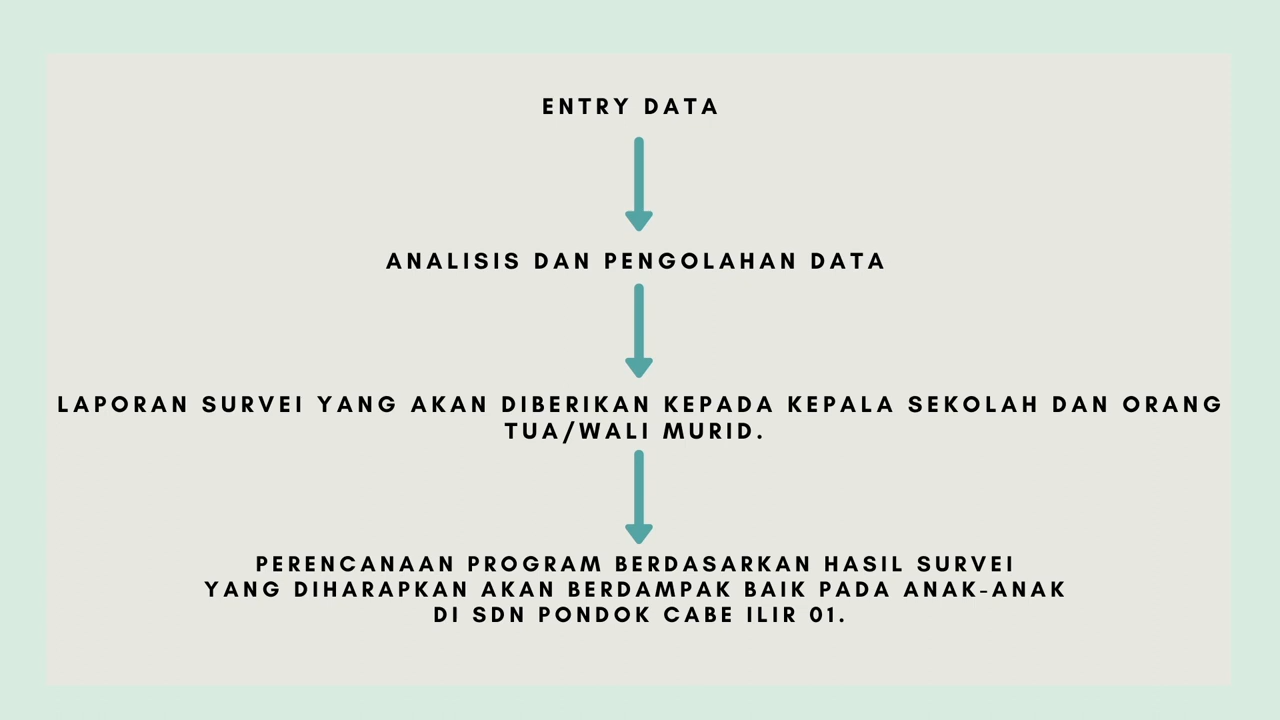 ENTRY DATA
ANALISIS DAN PENGOLAHAN DATA
LAPORAN SURVEI YANG AKAN DIBERIKAN KEPADA KEPALA SEKOLAH DAN ORANG
TUA/WALI MURID.
PERENCANAAN PROGRAM BERDASARKAN HASIL SURVEI
YANG DIHARAPKAN AKAN BERDAMPAK BAIK PADA ANAK-ANAK
DI SDN PONDOK CABE ILIR 01.